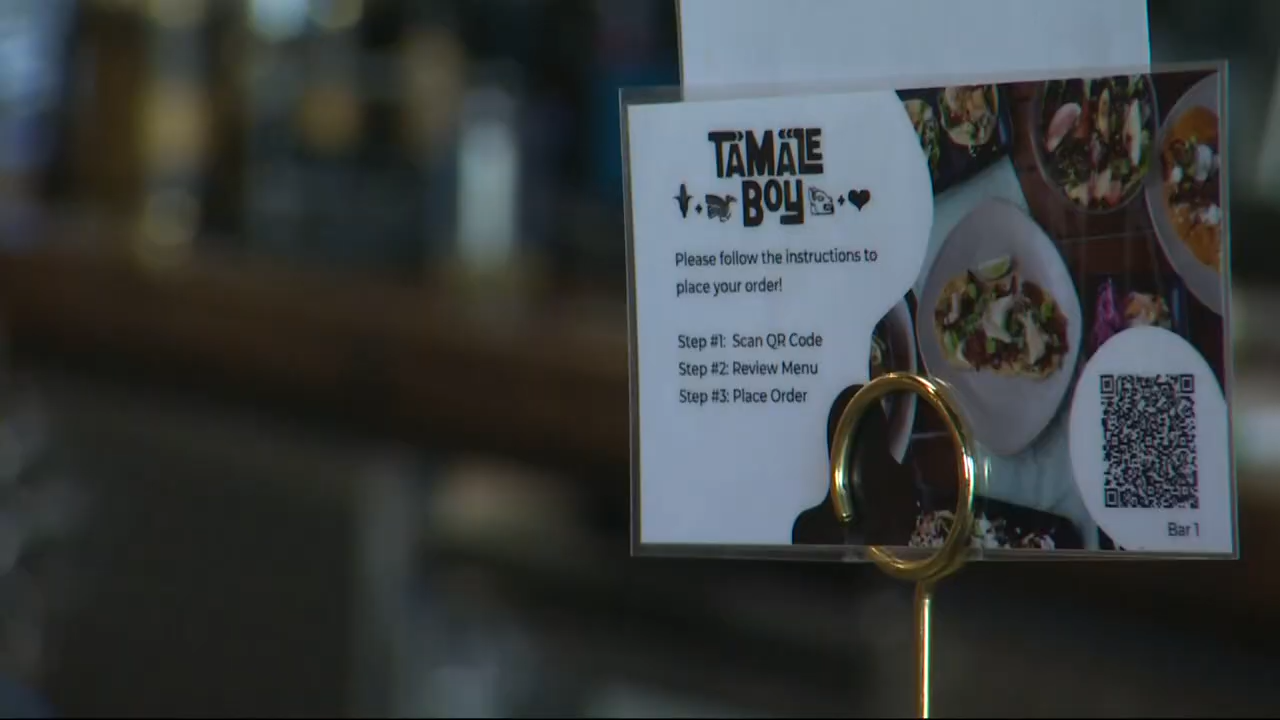 TAMALE
BOY
Please follow the instructions to
place your order!
Step #1: Scan QR Code
Step #2: Review Menu
Step #3: Place Order
Bar 1